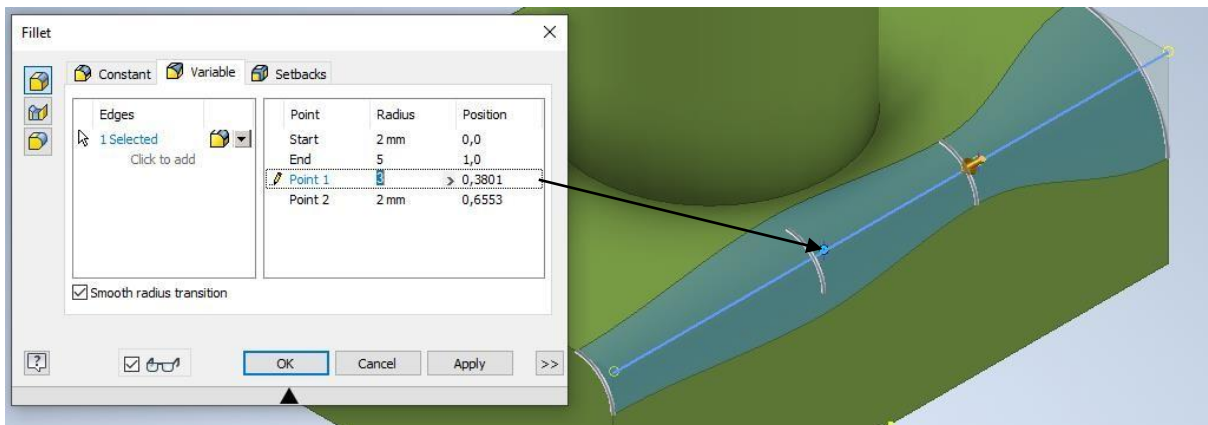 Fillet
Constant Variable Setbacks
Edges
1 Selected
Click to add
Point Radius Position
Start 2 mm 0,0
End 5 1,0
Point 1 3 > 0,3801
Point 2 2 mm 0,6553
Smooth radius transition
? OK Cancel Apply >>